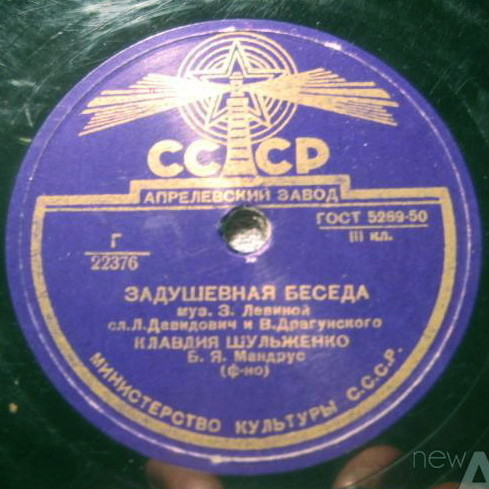 СССР
АПРЕЛЕВСКИЙ ЗАВОД
ГОСТ 5289-50
III кл.
Г
22376
ЗАДУШЕВНАЯ БЕСЕДА
муз. З. Левиной
сл. Л. Давидович и В. Драгунского
КЛАВДИЯ ШУЛЬЖЕНКО
Б. Я. Мандрус
(ф-но)
МИНИСТЕРСТВО КУЛЬТУРЫ С.С.С.Р.
new